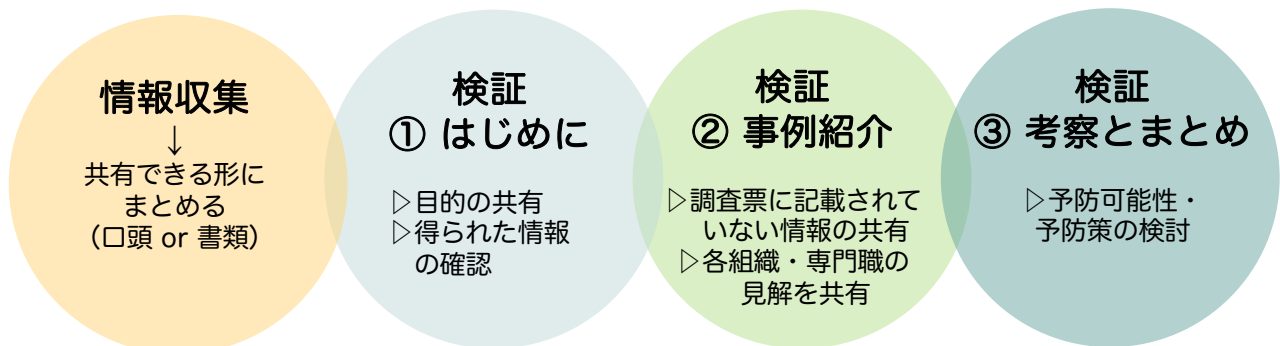 情報収集
↓
共有できる形に
まとめる
（口頭 or 書類）
検証
① はじめに
▷目的の共有
▷得られた情報
の確認
検証
② 事例紹介
▷調査票に記載されて
いない情報の共有
▷各組織・専門職の
見解を共有
検証
③ 考察とまとめ
▷予防可能性・
予防策の検討